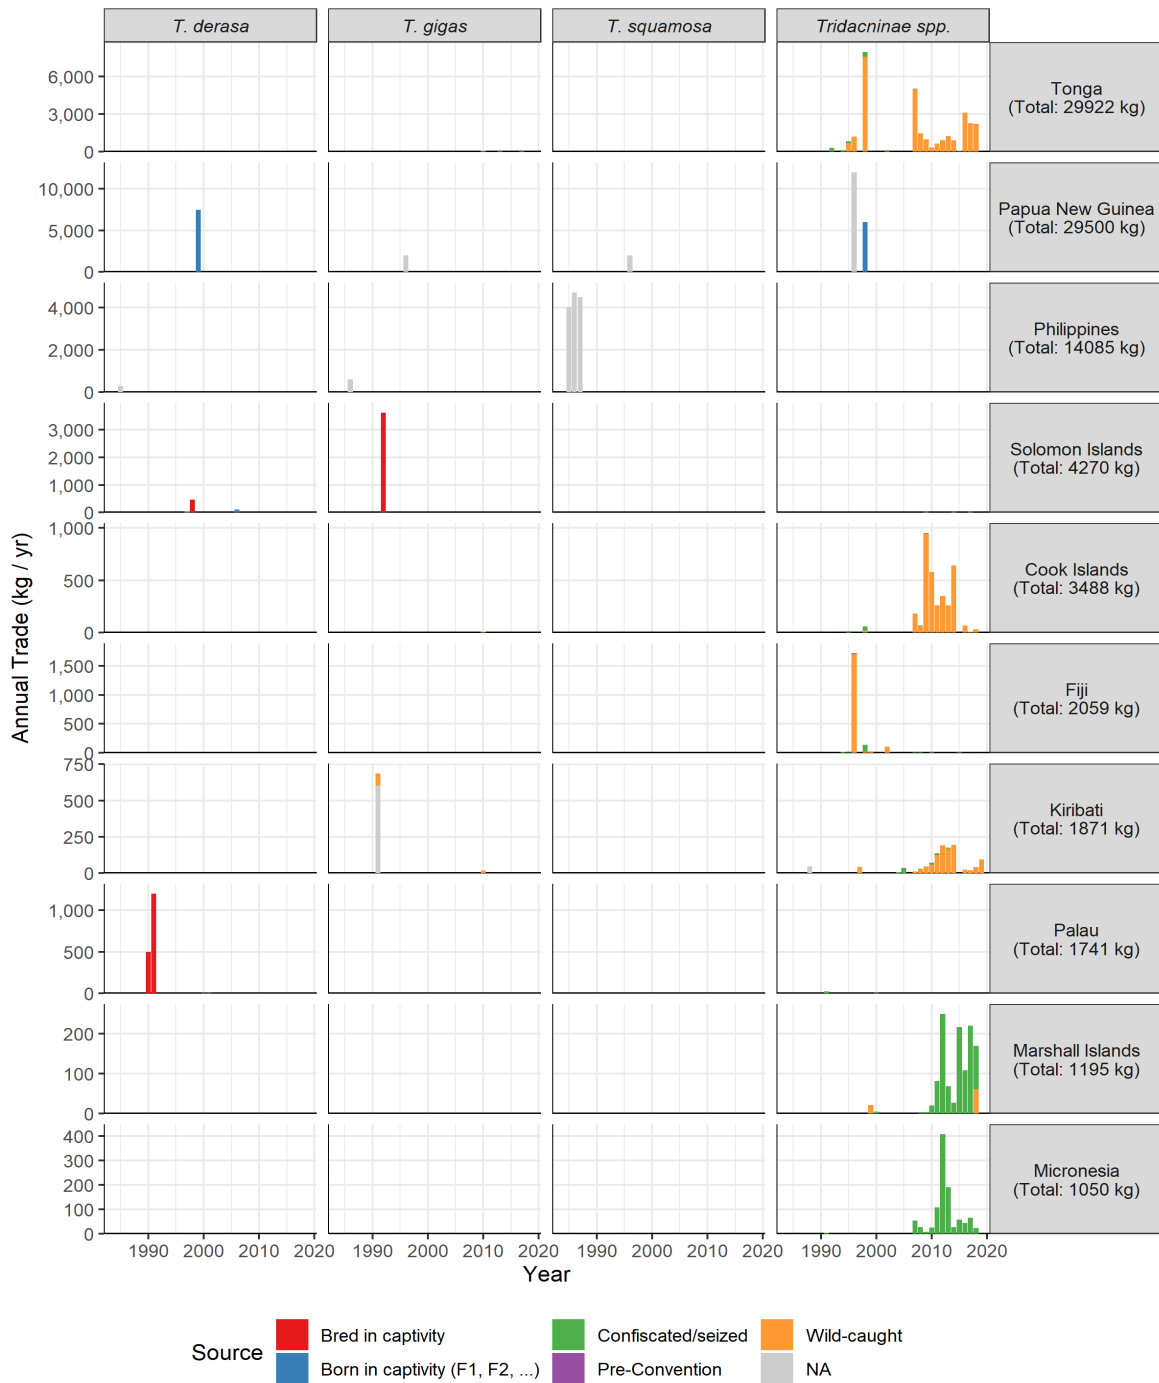 T. derasa
T. gigas
T. squamosa
Tridacninae spp.
6,000
3,000
0
Tonga
(Total: 29922 kg)
10,000
5,000
0
Papua New Guinea
(Total: 29500 kg)
4,000
2,000
0
Philippines
(Total: 14085 kg)
3,000
2,000
1,000
0
Solomon Islands
(Total: 4270 kg)
1,000
500
0
Cook Islands
(Total: 3488 kg)
1,500
1,000
500
0
Fiji
(Total: 2059 kg)
750
500
250
0
Kiribati
(Total: 1871 kg)
1,000
500
0
Palau
(Total: 1741 kg)
200
100
0
Marshall Islands
(Total: 1195 kg)
400
300
200
100
0
Micronesia
(Total: 1050 kg)
Annual Trade (kg / yr)
1990 2000 2010 2020
1990 2000 2010 2020
1990 2000 2010 2020
1990 2000 2010 2020
Year
Source
Bred in captivity
Born in captivity (F1, F2, ...)
Confiscated/seized
Pre-Convention
Wild-caught
NA